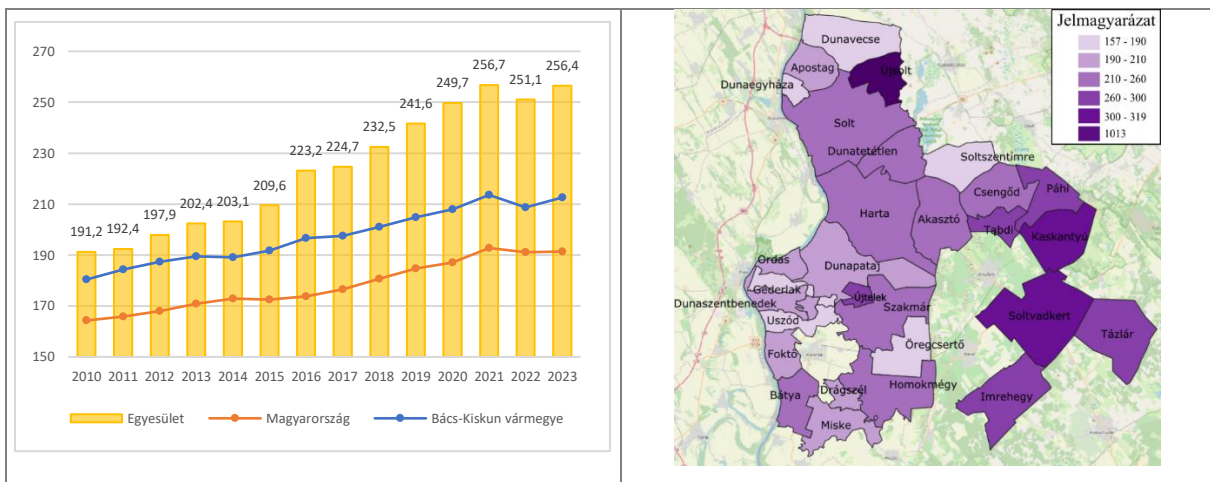 270
250
230
210
190
170
150
191,2
192,4
197,9
202,4
203,1
209,6
223,2
224,7
232,5
241,6
249,7
256,7
251,1
256,4
2010 2011 2012 2013 2014 2015 2016 2017 2018 2019 2020 2021 2022 2023
Egyesület Magyarország Bács-Kiskun vármegye
Jelmagyarázat
157 - 190
190 - 210
210 - 260
260 - 300
300 - 319
1013
Dunavecse
Apostag
Újsolt
Dunaegyháza
Solt
Dunatetétlen
Soltszentimre
Csengőd
Páhi
Harta
Akasztó
Tabdi
Kaskantyú
Ordas
Dunapataj
Géderlak
Újtelek
Dunaszentbenedek
Szakmár
Soltvadkert
Uszód
Tázlár
Öregcsertő
Foktő
Drágszél
Homokmégy
Imrehegy
Bátya
Miske